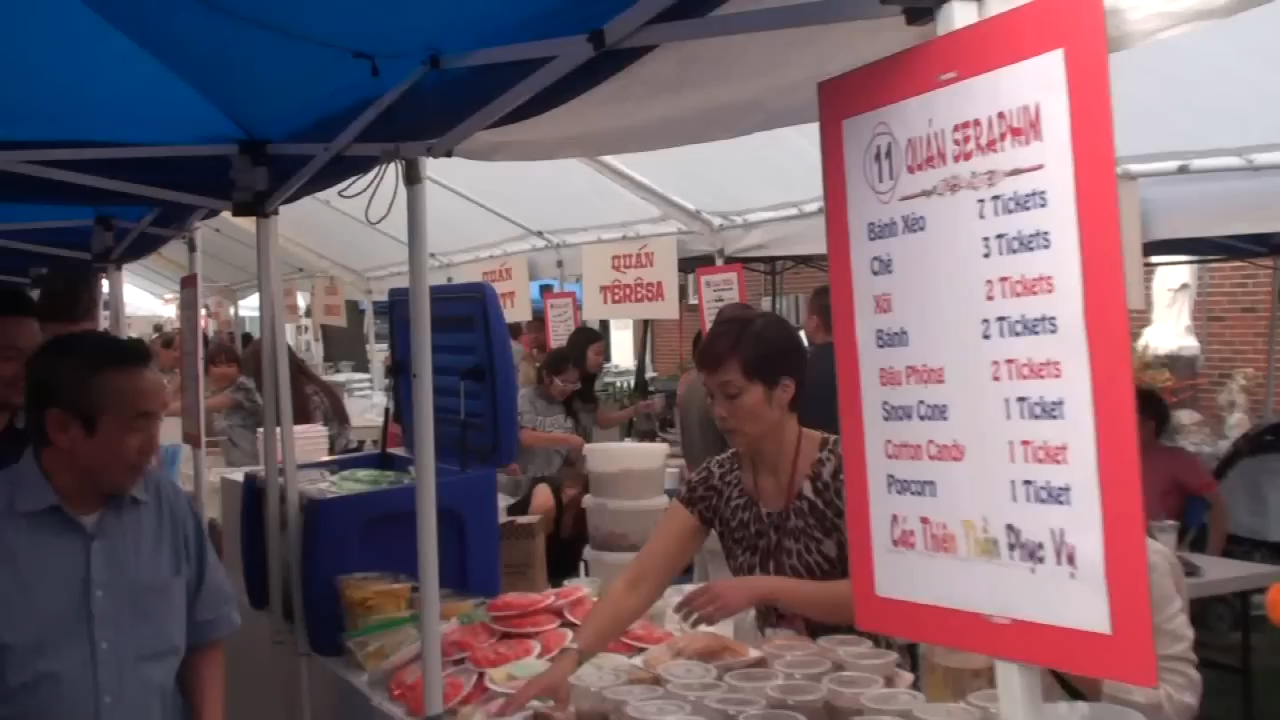 11 QUÁN SERAPHIM
Bánh Xèo 7 Tickets
Chè 3 Tickets
Xôi 2 Tickets
Bánh 2 Tickets
Đậu Phộng 2 Tickets
Snow Cone 1 Ticket
Cotton Candy 1 Ticket
Popcorn 1 Ticket
Các Thiên Thần Phục Vụ
QUÁN
TÊRÊSA
QUÁN